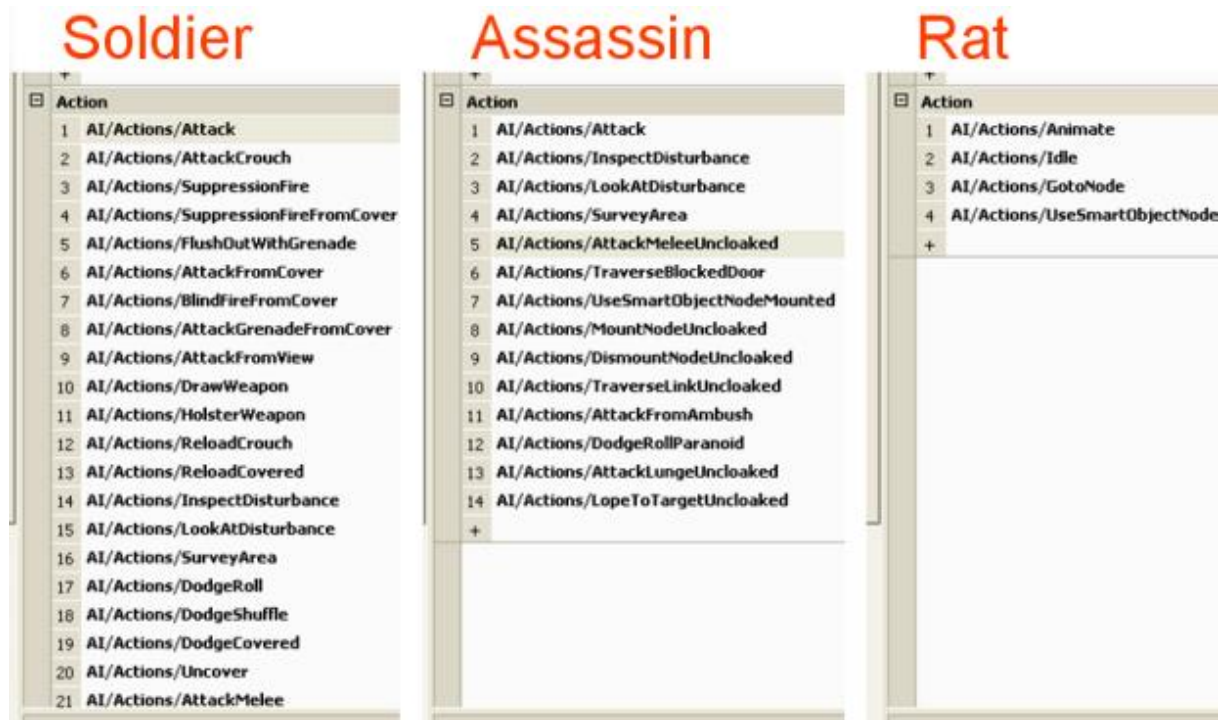 Soldier
+
Action
1 AI/Actions/Attack
2 AI/Actions/AttackCrouch
3 AI/Actions/SuppressionFire
4 AI/Actions/SuppressionFireFromCover
5 AI/Actions/FlushOutWithGrenade
6 AI/Actions/AttackFromCover
7 AI/Actions/BlindFireFromCover
8 AI/Actions/AttackGrenadeFromCover
9 AI/Actions/AttackFromView
10 AI/Actions/DrawWeapon
11 AI/Actions/HolsterWeapon
12 AI/Actions/ReloadCrouch
13 AI/Actions/ReloadCovered
14 AI/Actions/InspectDisturbance
15 AI/Actions/LookAtDisturbance
16 AI/Actions/SurveyArea
17 AI/Actions/DodgeRoll
18 AI/Actions/DodgeShuffle
19 AI/Actions/DodgeCovered
20 AI/Actions/Uncover
21 AI/Actions/AttackMelee
Assassin
+
Action
1 AI/Actions/Attack
2 AI/Actions/InspectDisturbance
3 AI/Actions/LookAtDisturbance
4 AI/Actions/SurveyArea
5 AI/Actions/AttackMeleeUncloaked
6 AI/Actions/TraverseBlockedDoor
7 AI/Actions/UseSmartObjectNodeMounted
8 AI/Actions/MountNodeUncloaked
9 AI/Actions/DismountNodeUncloaked
10 AI/Actions/TraverseLinkUncloaked
11 AI/Actions/AttackFromAmbush
12 AI/Actions/DodgeRollParanoid
13 AI/Actions/AttackLungeUncloaked
14 AI/Actions/LopeToTargetUncloaked
+
Rat
+
Action
1 AI/Actions/Animate
2 AI/Actions/Idle
3 AI/Actions/GotoNode
4 AI/Actions/UseSmartObjectNode
+